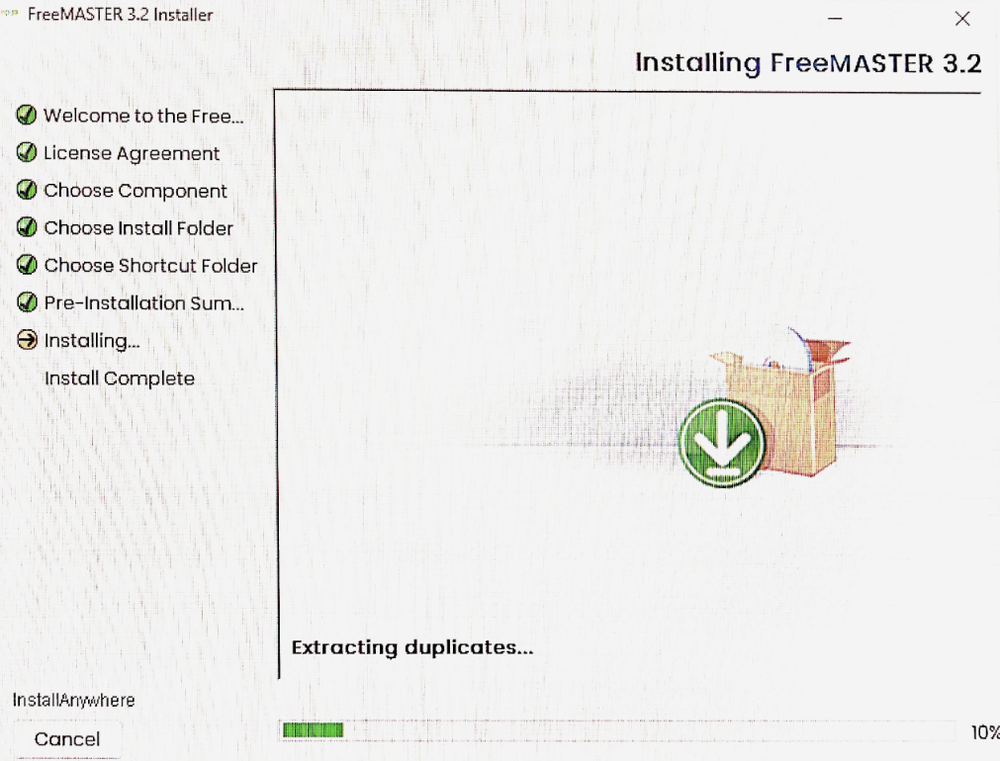 FreeMASTER 3.2 Installer
Installing FreeMASTER 3.2
Welcome to the Free...
License Agreement
Choose Component
Choose Install Folder
Choose Shortcut Folder
Pre-Installation Sum...
Installing...
Install Complete
Extracting duplicates...
InstallAnywhere
Cancel
10%